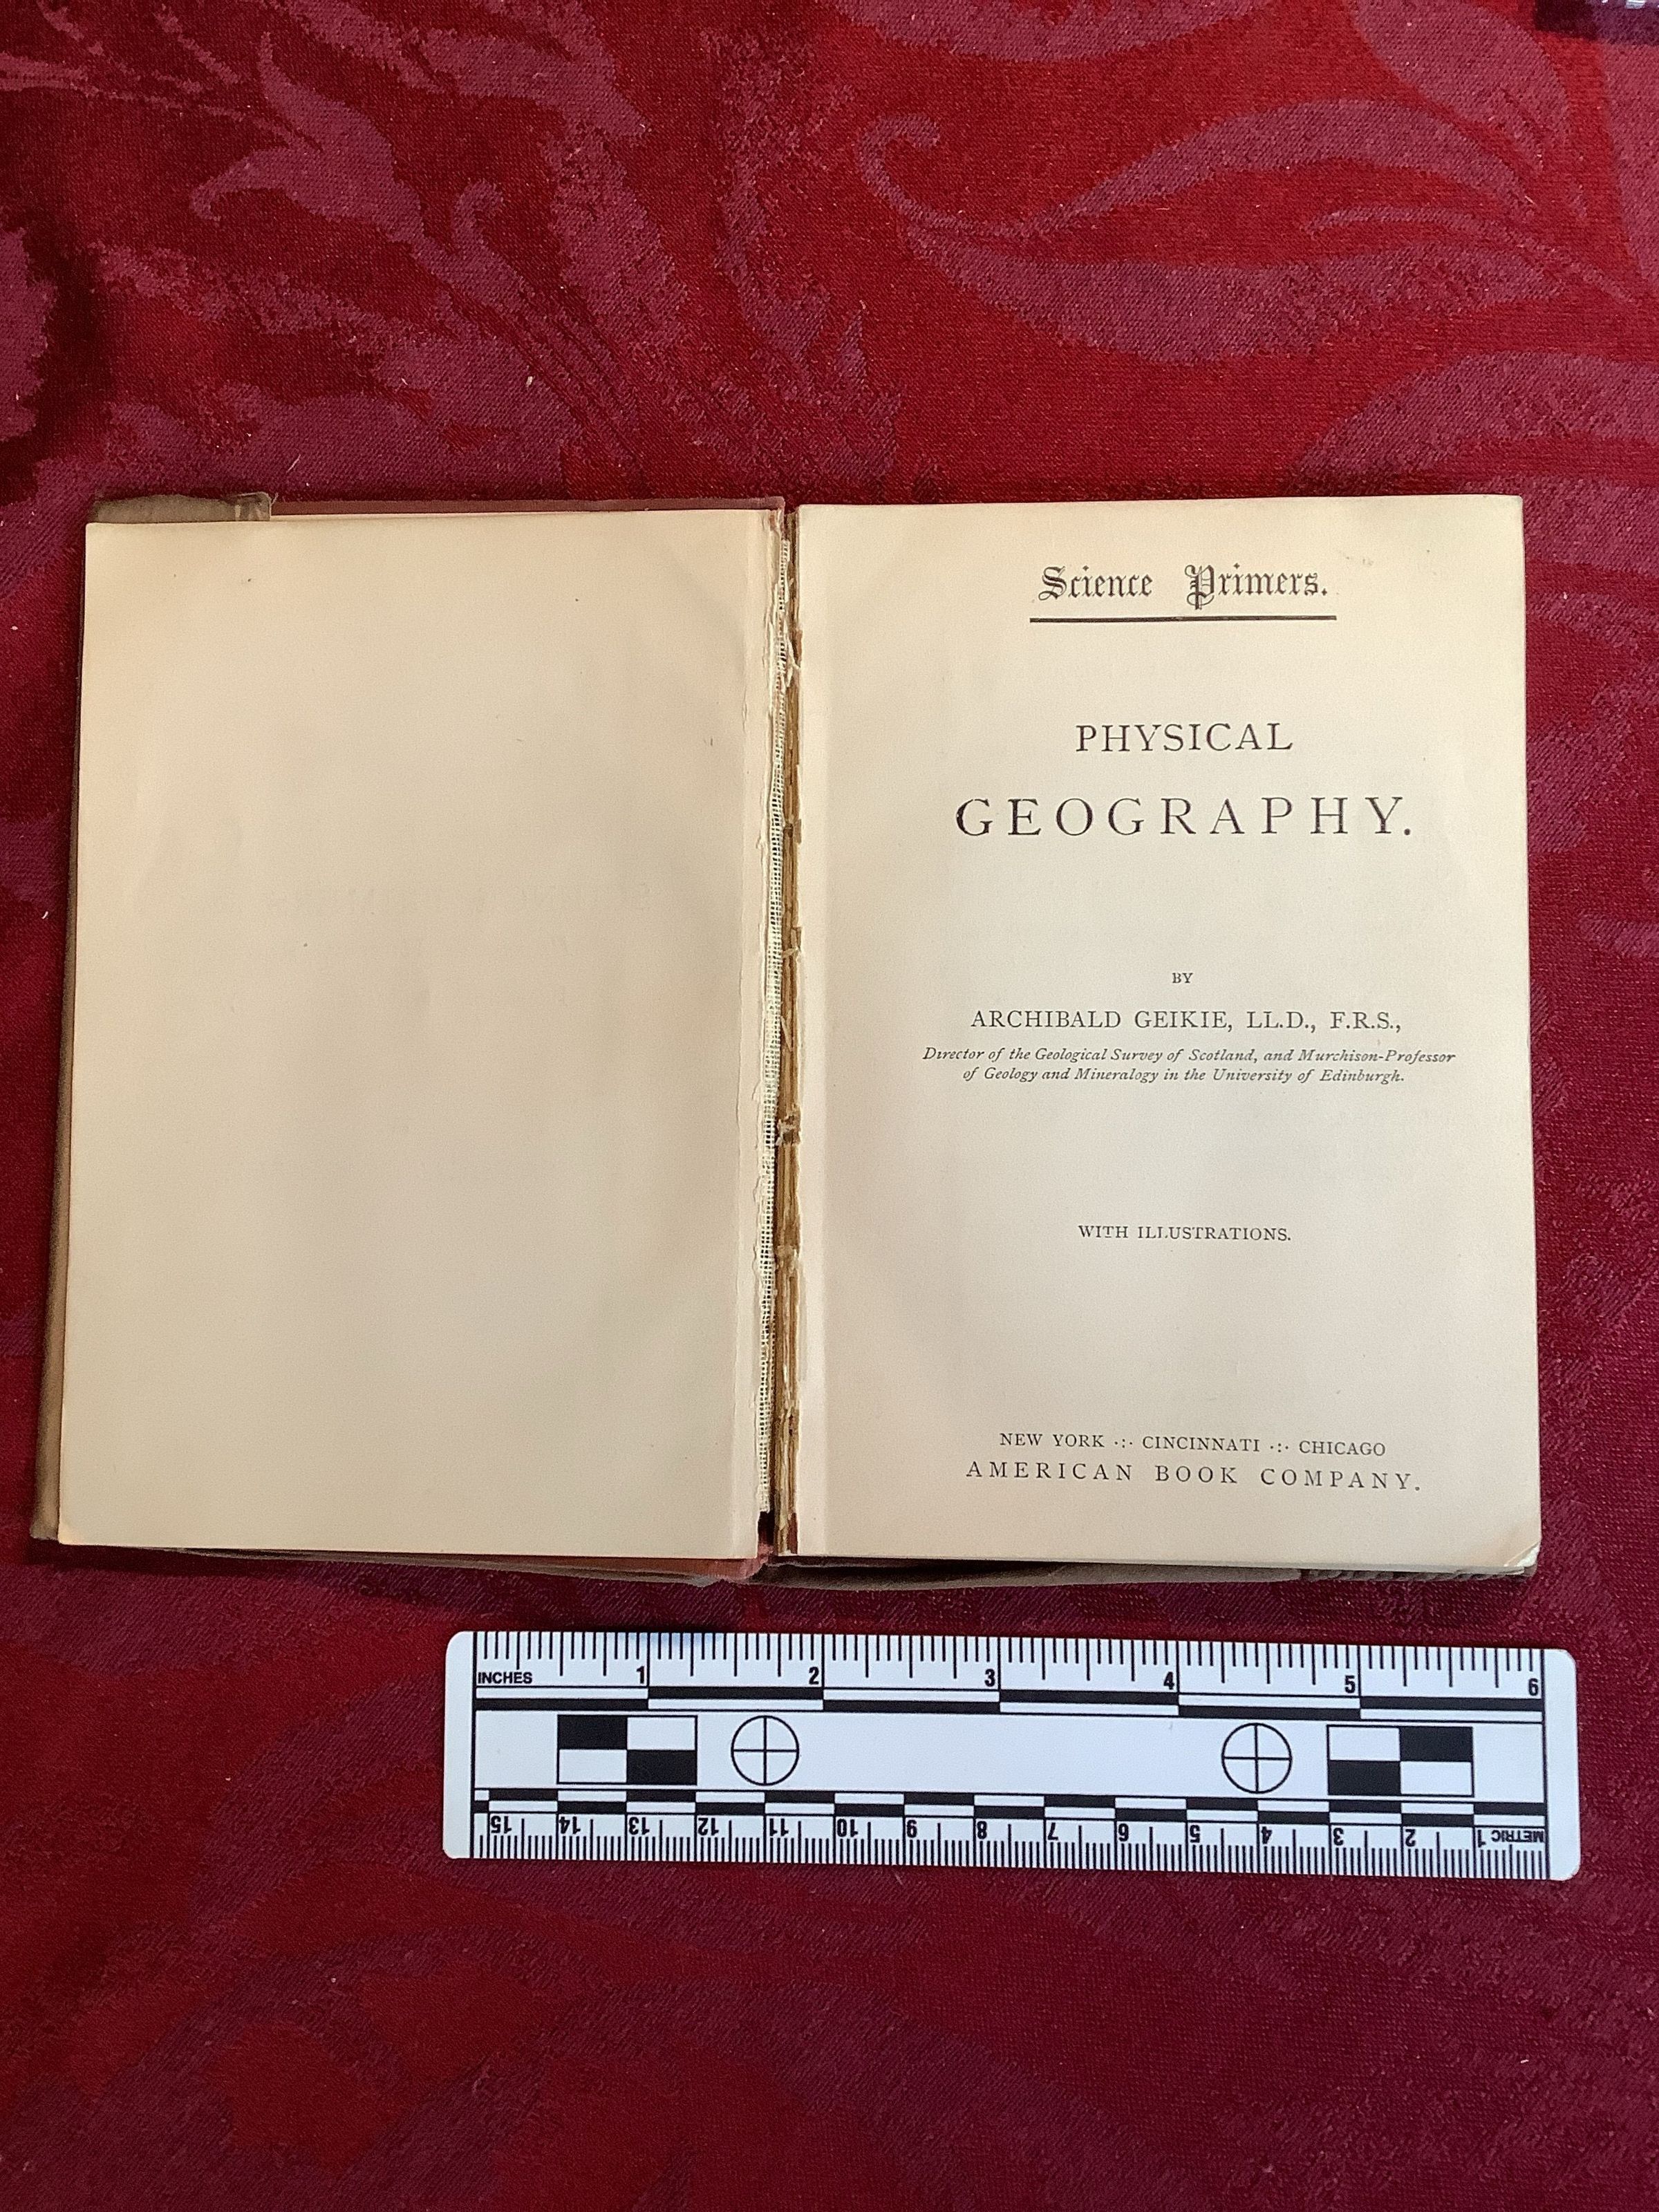 Science Primers.
PHYSICAL
GEOGRAPHY.
BY
ARCHIBALD GEIKIE, LL.D., F.R.S.,
Director of the Geological Survey of Scotland, and Murchison-Professor
of Geology and Mineralogy in the University of Edinburgh.
WITH ILLUSTRATIONS.
NEW YORK ·:· CINCINNATI ·:· CHICAGO
AMERICAN BOOK COMPANY.
INCHES 1 2 3 4 5 6
METRIC 1 2 3 4 5 6 7 8 9 10 11 12 13 14 15